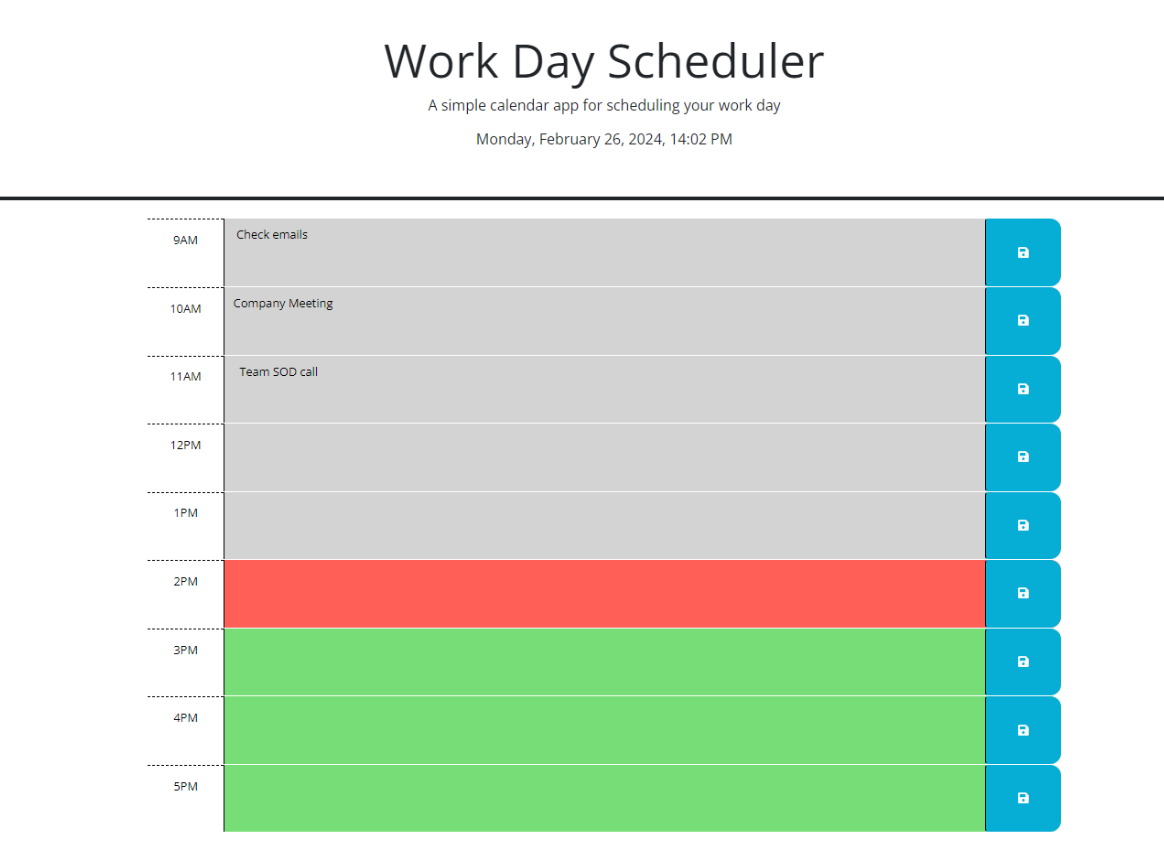 Work Day Scheduler
A simple calendar app for scheduling your work day
Monday, February 26, 2024, 14:02 PM
9AM Check emails
10AM Company Meeting
11AM Team SOD call
12PM
1PM
2PM
3PM
4PM
5PM